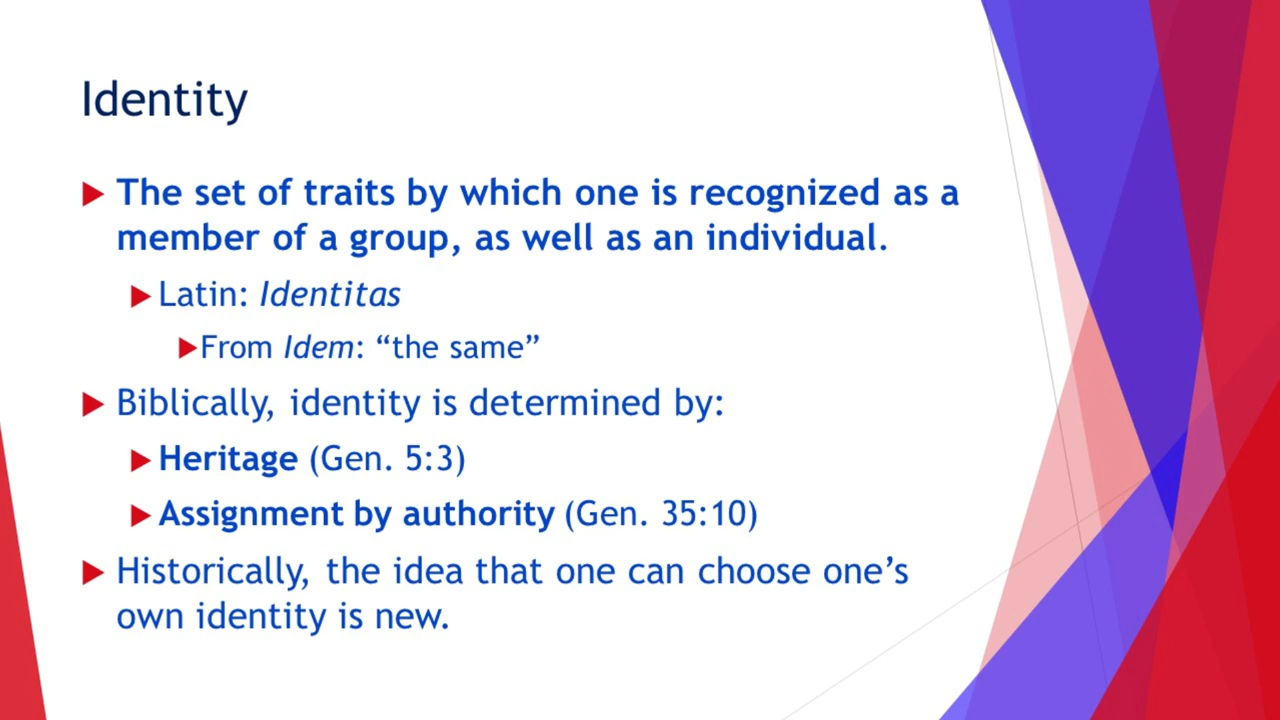 Identity
The set of traits by which one is recognized as a
member of a group, as well as an individual.
Latin: Identitas
From Idem: “the same”
Biblically, identity is determined by:
Heritage (Gen. 5:3)
Assignment by authority (Gen. 35:10)
Historically, the idea that one can choose one’s
own identity is new.